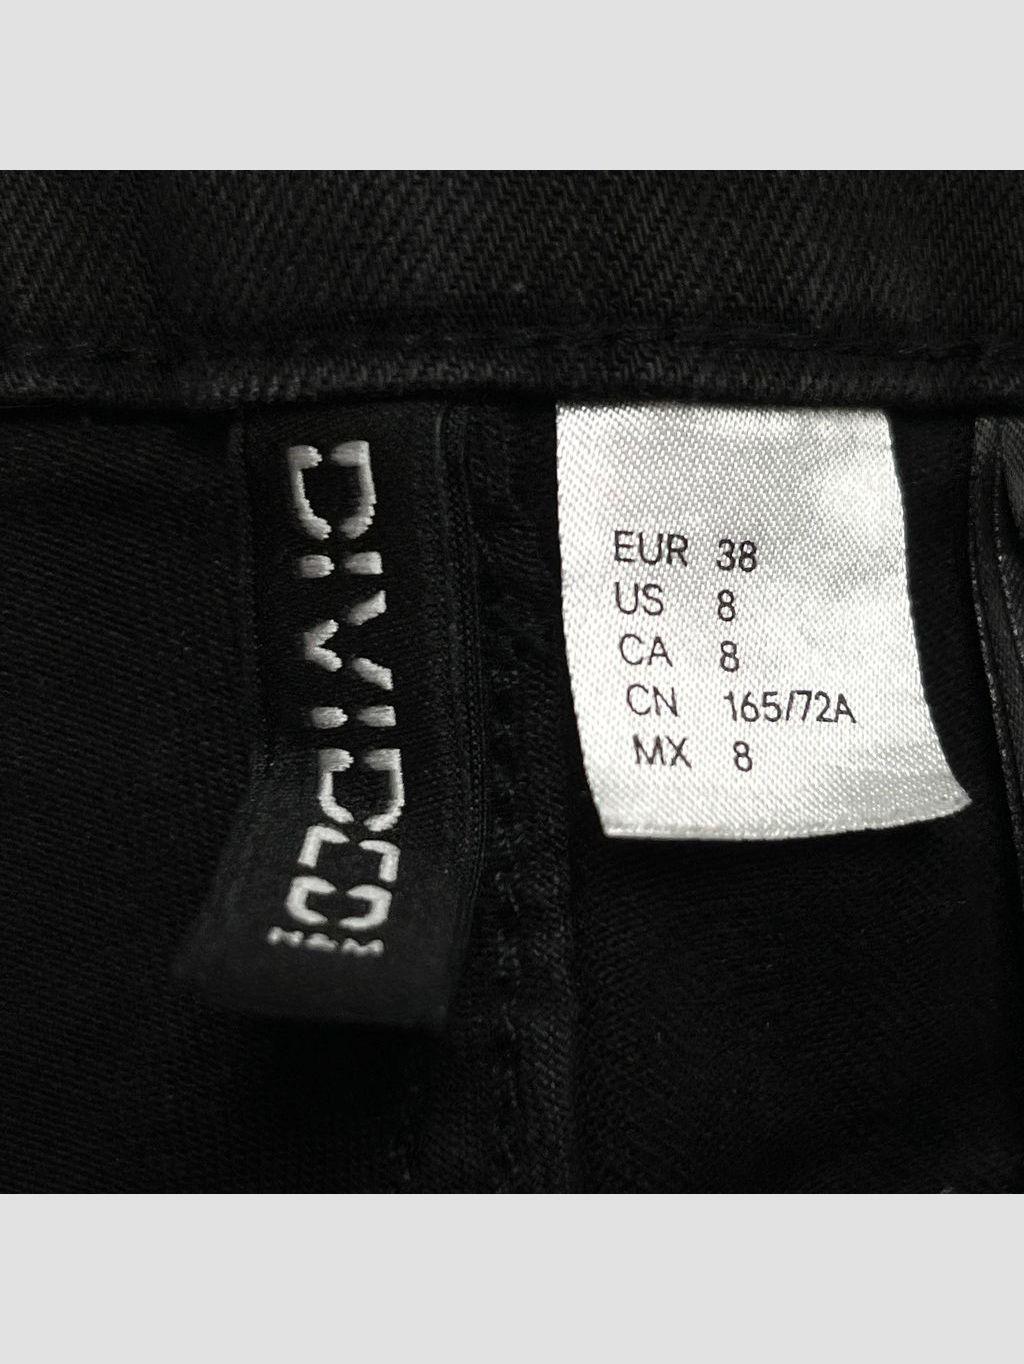 DIVIDED
EUR 38
US 8
CA 8
CN 165/72A
MX 8